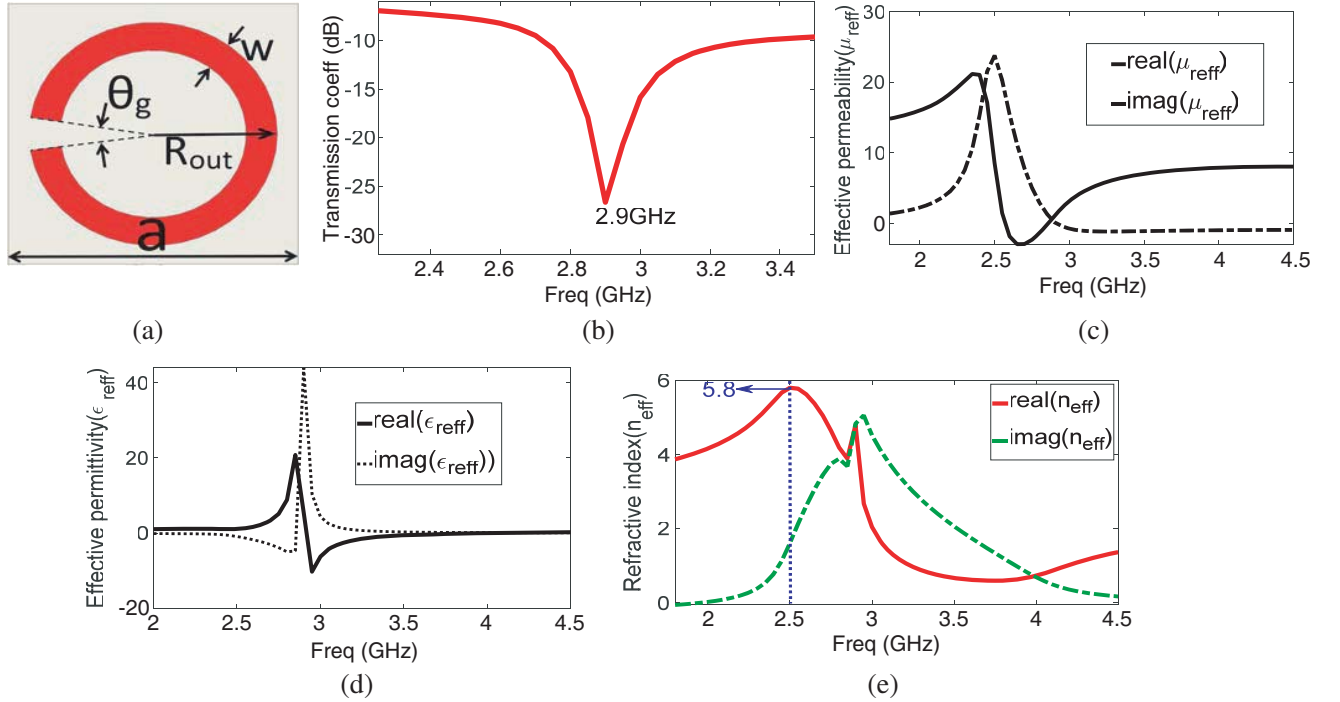 θg
w
Rout
a
(a)
Transmission coeff (dB)
-10
-20
-30
2.9GHz
2.4 2.6 2.8 3 3.2 3.4
Freq (GHz)
(b)
Effective permeability(μreff)
30
20
10
0
real(μreff)
imag(μreff)
2 2.5 3 3.5 4 4.5
Freq (GHz)
(c)
Effective permittivity(ϵreff)
40
20
0
-20
real(ϵreff)
imag(ϵreff))
2 2.5 3 3.5 4 4.5
Freq (GHz)
(d)
Refractive index(neff)
6
4
2
0
5.8
real(neff)
imag(neff)
2 2.5 3 3.5 4 4.5
Freq (GHz)
(e)